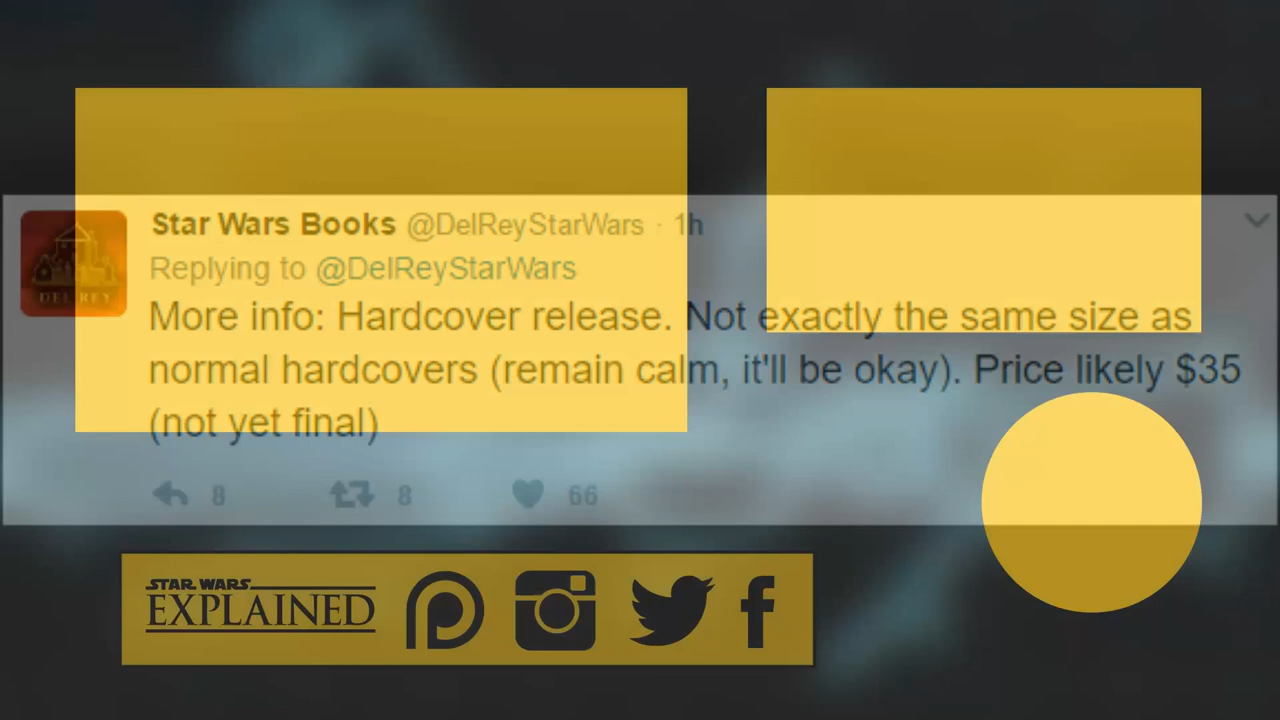 Star Wars Books @DelReyStarWars · 1h
Replying to @DelReyStarWars
DEL REY
More info: Hardcover release. Not exactly the same size as
normal hardcovers (remain calm, it'll be okay). Price likely $35
(not yet final)
8 8 66
STAR WARS
EXPLAINED